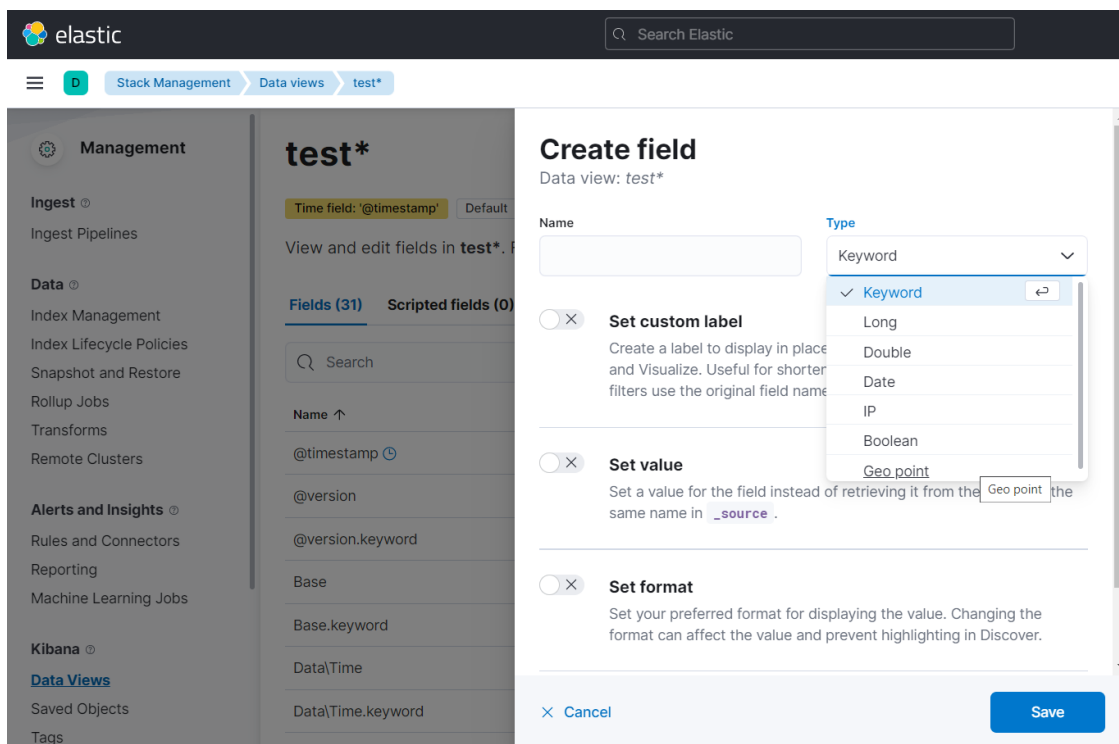 elastic
Search Elastic
D
Stack Management
Data views
test*
Management
Ingest
Ingest Pipelines
Data
Index Management
Index Lifecycle Policies
Snapshot and Restore
Rollup Jobs
Transforms
Remote Clusters
Alerts and Insights
Rules and Connectors
Reporting
Machine Learning Jobs
Kibana
Data Views
Saved Objects
Tags
test*
Time field: '@timestamp'
Default
View and edit fields in test*.
Fields (31)
Scripted fields (0)
Search
Name
@timestamp
@version
@version.keyword
Base
Base.keyword
Data\Time
Data\Time.keyword
Create field
Data view: test*
Name
Type
Keyword
Keyword
Long
Double
Date
IP
Boolean
Geo point
Geo point
Set custom label
Create a label to display in place
and Visualize. Useful for
filters use the original field name
Set value
Set a value for the field instead of retrieving it from the the
same name in _source.
Set format
Set your preferred format for displaying the value. Changing the
format can affect the value and prevent highlighting in Discover.
Cancel
Save